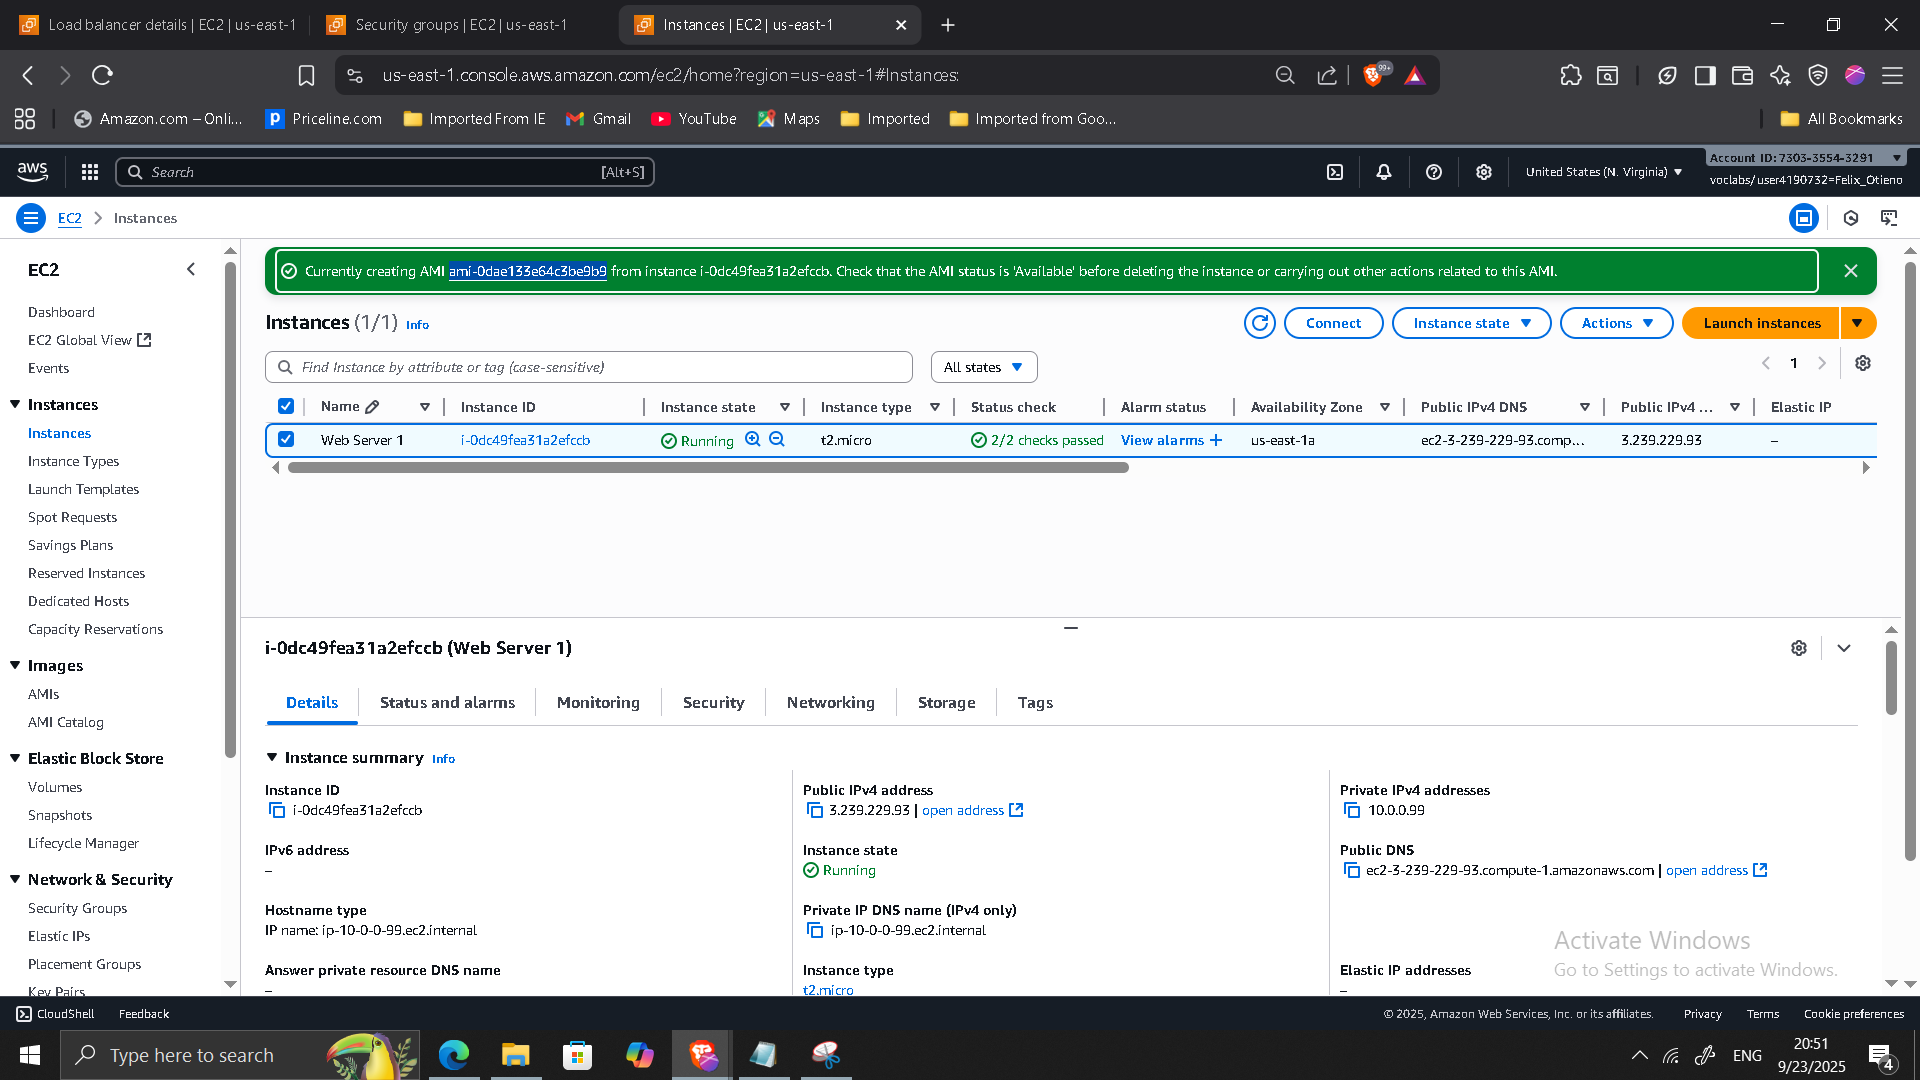 Load balancer details | EC2 | us-east-1
Security groups | EC2 | us-east-1
Instances | EC2 | us-east-1
us-east-1.console.aws.amazon.com/ec2/home?region=us-east-1#Instances:
99+
Amazon.com – Onli...
Priceline.com
Imported From IE
Gmail
YouTube
Maps
Imported
Imported from Goo...
All Bookmarks
aws
Search
[Alt+S]
United States (N. Virginia)
Account ID: 7303-3554-3291
voclabs/user4190732=Felix_Otieno
EC2
Instances
EC2
Dashboard
EC2 Global View
Events
Instances
Instances
Instance Types
Launch Templates
Spot Requests
Savings Plans
Reserved Instances
Dedicated Hosts
Capacity Reservations
Images
AMIs
AMI Catalog
Elastic Block Store
Volumes
Snapshots
Lifecycle Manager
Network & Security
Security Groups
Elastic IPs
Placement Groups
Key Pairs
Currently creating AMI ami-0dae133e64c3be9b9 from instance i-0dc49fea31a2efccb. Check that the AMI status is 'Available' before deleting the instance or carrying out other actions related to this AMI.
Instances (1/1) Info
Connect
Instance state
Actions
Launch instances
Find Instance by attribute or tag (case-sensitive)
All states
1
Name Instance ID Instance state Instance type Status check Alarm status Availability Zone Public IPv4 DNS Public IPv4 ... Elastic IP
Web Server 1 i-0dc49fea31a2efccb Running t2.micro 2/2 checks passed View alarms + us-east-1a ec2-3-239-229-93.comp... 3.239.229.93 –
i-0dc49fea31a2efccb (Web Server 1)
Details
Status and alarms
Monitoring
Security
Networking
Storage
Tags
Instance summary Info
Instance ID
i-0dc49fea31a2efccb
Public IPv4 address
3.239.229.93 | open address
Private IPv4 addresses
10.0.0.99
IPv6 address
–
Instance state
Running
Public DNS
ec2-3-239-229-93.compute-1.amazonaws.com | open address
Hostname type
IP name: ip-10-0-0-99.ec2.internal
Private IP DNS name (IPv4 only)
ip-10-0-0-99.ec2.internal
Answer private resource DNS name
–
Instance type
t2.micro
Elastic IP addresses
–
Activate Windows
Go to Settings to activate Windows.
CloudShell
Feedback
© 2025, Amazon Web Services, Inc. or its affiliates.
Privacy
Terms
Cookie preferences
Type here to search
ENG
20:51
9/23/2025
4